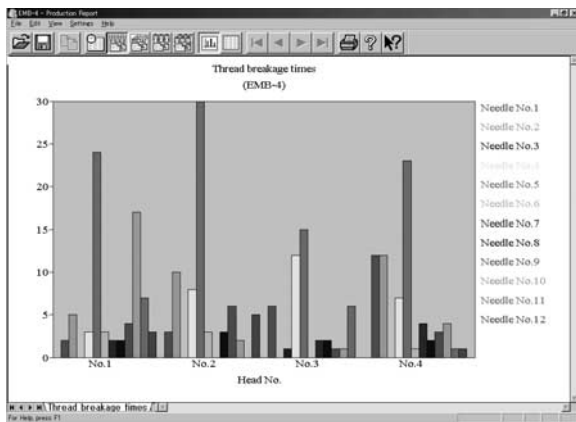 EMB-4 - Production Report
File Edit View Settings Help
Thread breakage times
(EMB-4)
30
25
20
15
10
5
0
Needle No.1
Needle No.2
Needle No.3
Needle No.4
Needle No.5
Needle No.6
Needle No.7
Needle No.8
Needle No.9
Needle No.10
Needle No.11
Needle No.12
No.1 No.2 No.3 No.4
Head No.
Thread breakage times
For Help, press F1